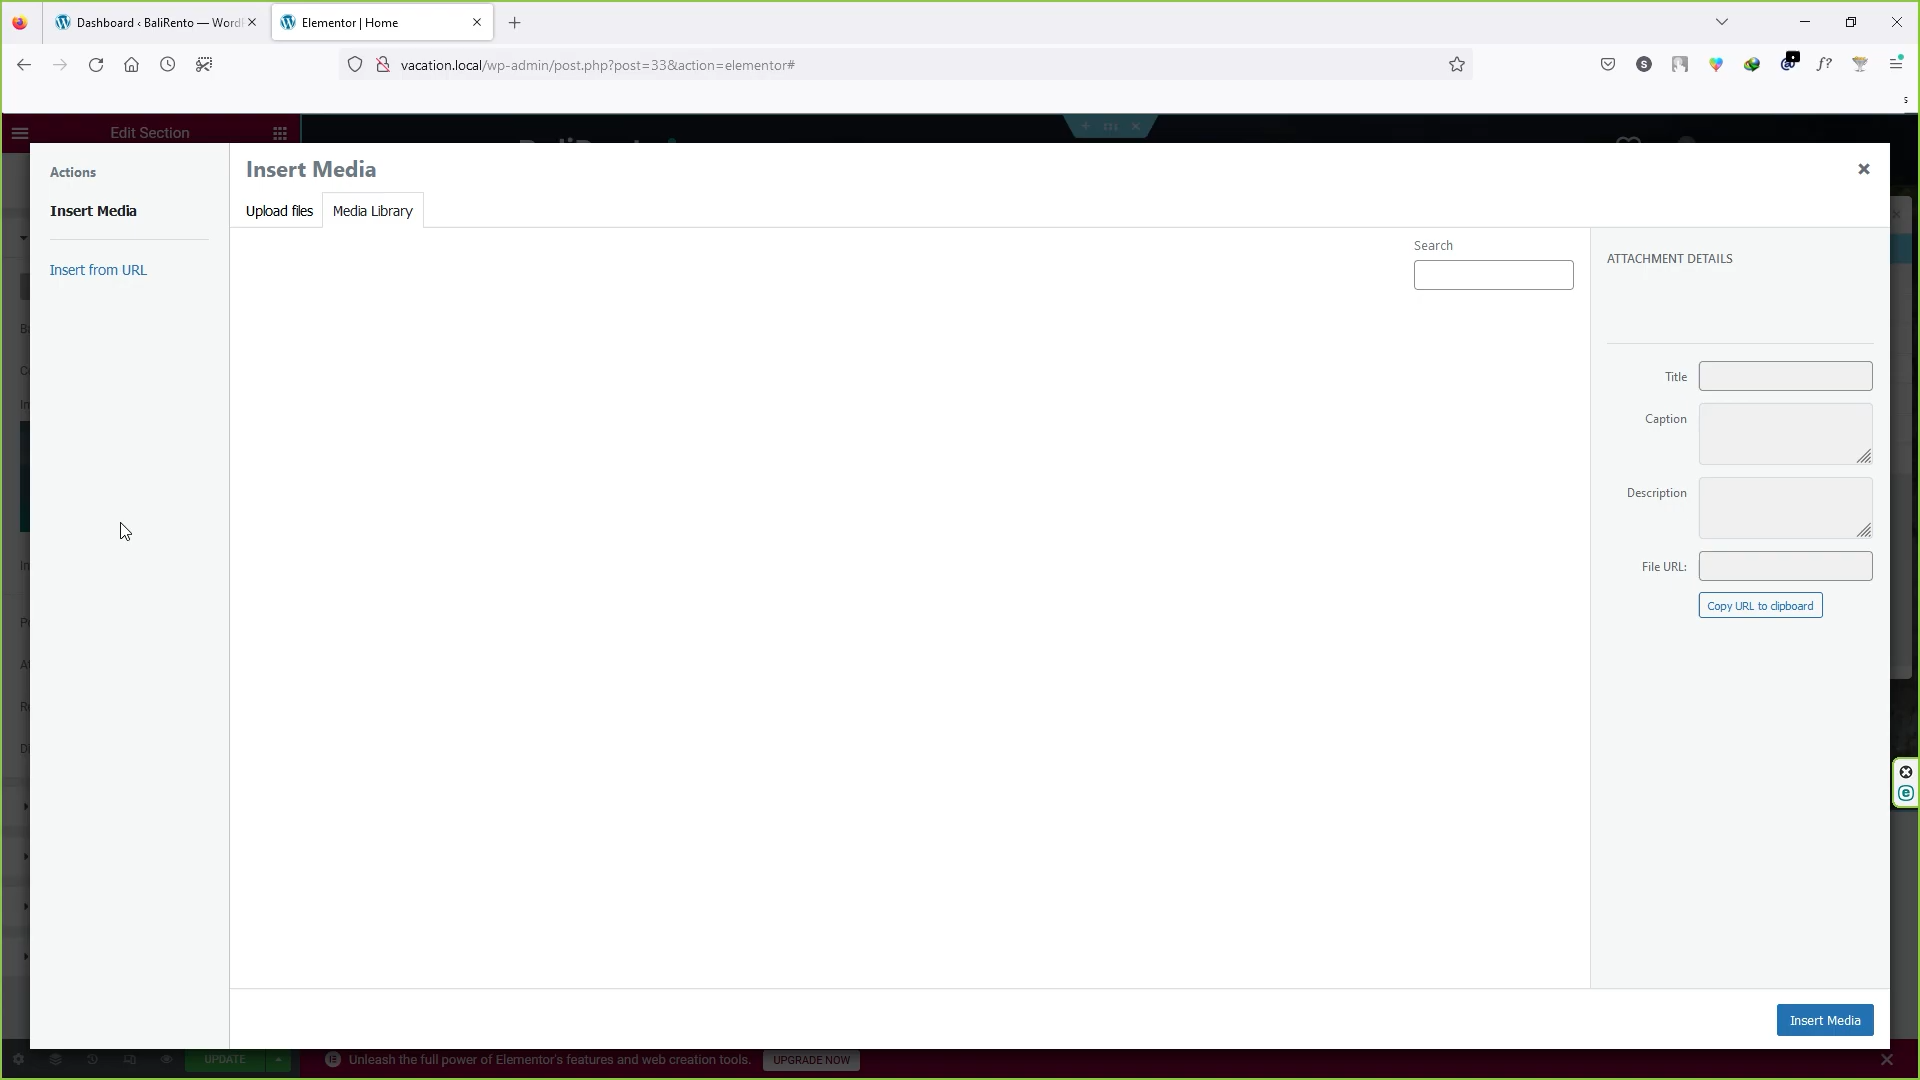 Dashboard ‹ BaliRento — Word
Elementor | Home
S
vacation.local/wp-admin/post.php?post=33&action=elementor#
f?
s
Edit Section
Actions
Insert Media
Insert from URL
Insert Media
Upload files
Media Library
Search
ATTACHMENT DETAILS
Title
Caption
Description
File URL:
Copy URL to clipboard
Insert Media
UPDATE
Unleash the full power of Elementor's features and web creation tools.
UPGRADE NOW